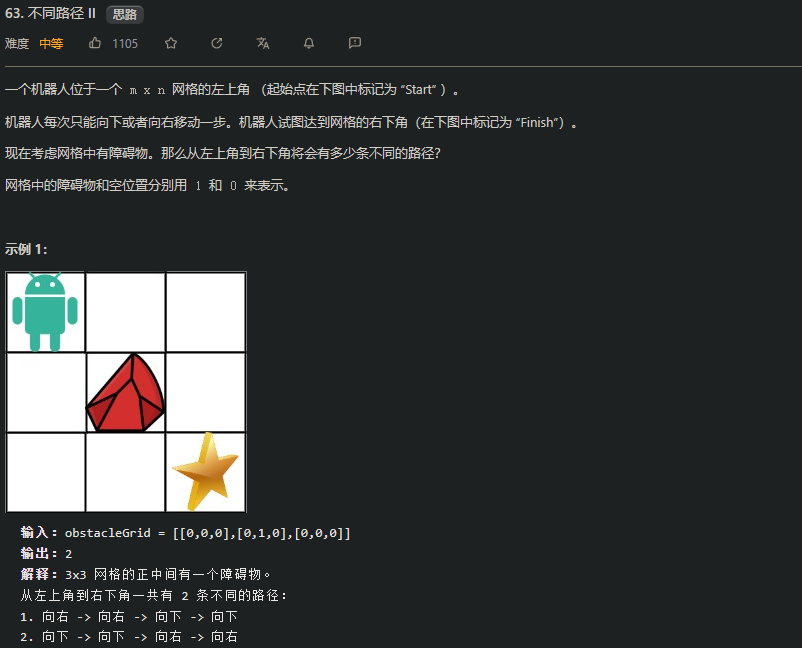 63. 不同路径 II 思路
难度 中等 1105
一个机器人位于一个 m x n 网格的左上角 （起始点在下图中标记为 “Start” ）。
机器人每次只能向下或者向右移动一步。机器人试图达到网格的右下角（在下图中标记为 “Finish”）。
现在考虑网格中有障碍物。那么从左上角到右下角将会有多少条不同的路径？
网格中的障碍物和空位置分别用 1 和 0 来表示。
示例 1：
输入：obstacleGrid = [[0,0,0],[0,1,0],[0,0,0]]
输出：2
解释：3x3 网格的正中间有一个障碍物。
从左上角到右下角一共有 2 条不同的路径：
1. 向右 -> 向右 -> 向下 -> 向下
2. 向下 -> 向下 -> 向右 -> 向右